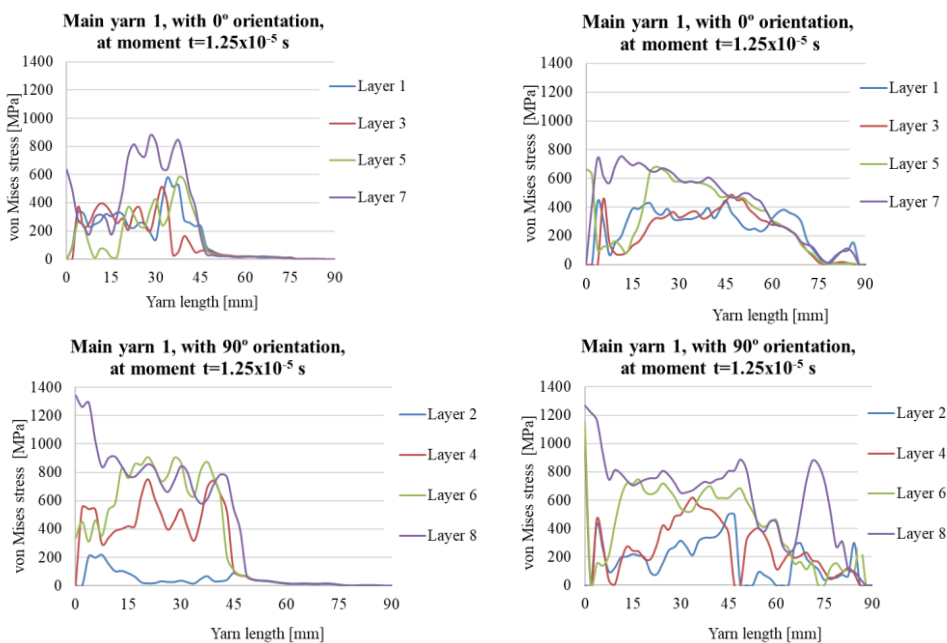 Main yarn 1, with 0º orientation,
at moment t=1.25x10⁻⁵ s
von Mises stress [MPa]
1400
1200
1000
800
600
400
200
0
0 15 30 45 60 75 90
Yarn length [mm]
Layer 1
Layer 3
Layer 5
Layer 7
Main yarn 1, with 0º orientation,
at moment t=1.25x10⁻⁵ s
von Mises stress [MPa]
1400
1200
1000
800
600
400
200
0
0 15 30 45 60 75 90
Yarn length [mm]
Layer 1
Layer 3
Layer 5
Layer 7
Main yarn 1, with 90º orientation,
at moment t=1.25x10⁻⁵ s
von Mises stress [MPa]
1400
1200
1000
800
600
400
200
0
0 15 30 45 60 75 90
Yarn length [mm]
Layer 2
Layer 4
Layer 6
Layer 8
Main yarn 1, with 90º orientation,
at moment t=1.25x10⁻⁵ s
von Mises stress [MPa]
1400
1200
1000
800
600
400
200
0
0 15 30 45 60 75 90
Yarn length [mm]
Layer 2
Layer 4
Layer 6
Layer 8